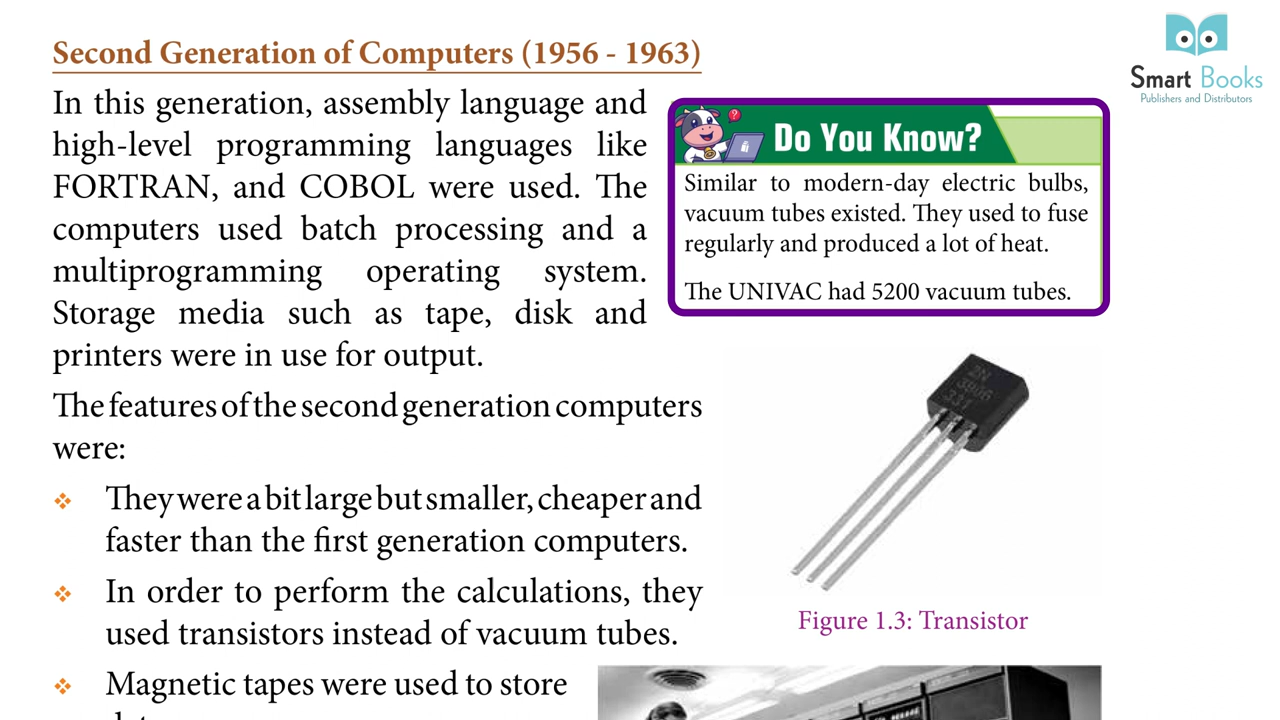 Second Generation of Computers (1956 - 1963)
In this generation, assembly language and
high-level programming languages like
FORTRAN, and COBOL were used. The
computers used batch processing and a
multiprogramming operating system.
Storage media such as tape, disk and
printers were in use for output.
The features of the second generation computers
were:
❖ They were a bit large but smaller, cheaper and
faster than the first generation computers.
❖ In order to perform the calculations, they
used transistors instead of vacuum tubes.
❖ Magnetic tapes were used to store
Smart Books
Publishers and Distributors
?
Do You Know?
Similar to modern-day electric bulbs,
vacuum tubes existed. They used to fuse
regularly and produced a lot of heat.
The UNIVAC had 5200 vacuum tubes.
2N
3906
331
Figure 1.3: Transistor